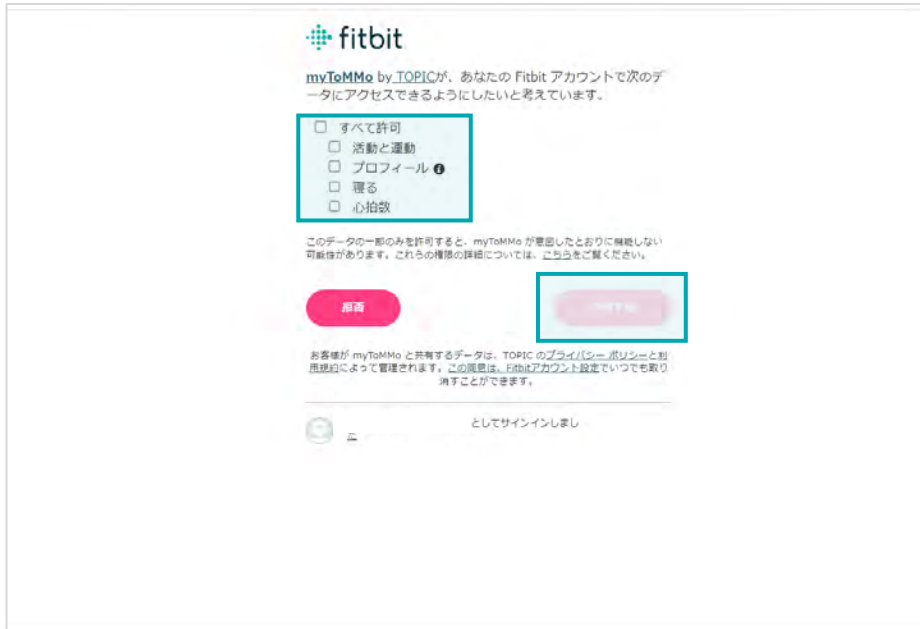 fitbit
myToMMo by TOPICが、あなたの Fitbit アカウントで次のデ
ータにアクセスできるようにしたいと考えています。
すべて許可
活動と運動
プロフィール
寝る
心拍数
このデータの一部のみを許可すると、myToMMo が意図したとおりに機能しない
可能性があります。これらの権限の詳細については、こちらをご覧ください。
拒否
お客様が myToMMo と共有するデータは、TOPIC のプライバシー ポリシーと利
用規約によって管理されます。この同意は、Fitbitアカウント設定でいつでも取り
消すことができます。
としてサインインしまし
た